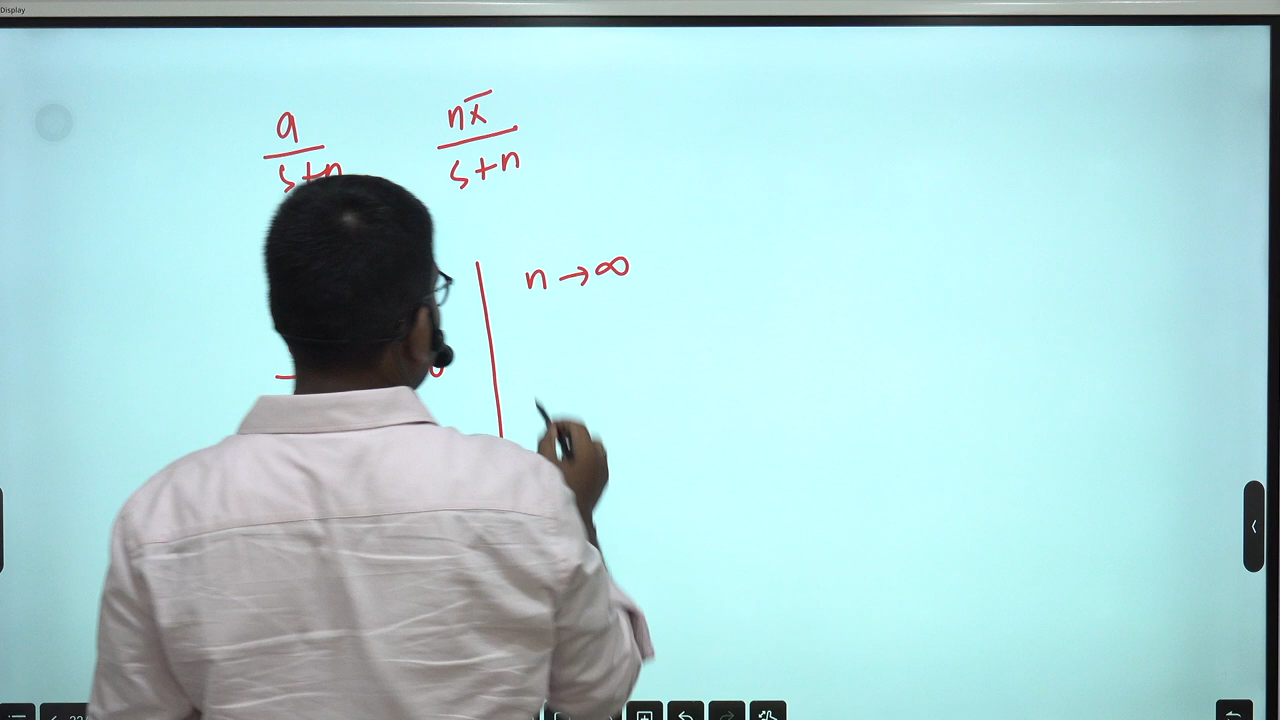 Display
a/(s+n) nx̄/(s+n)
n → ∞